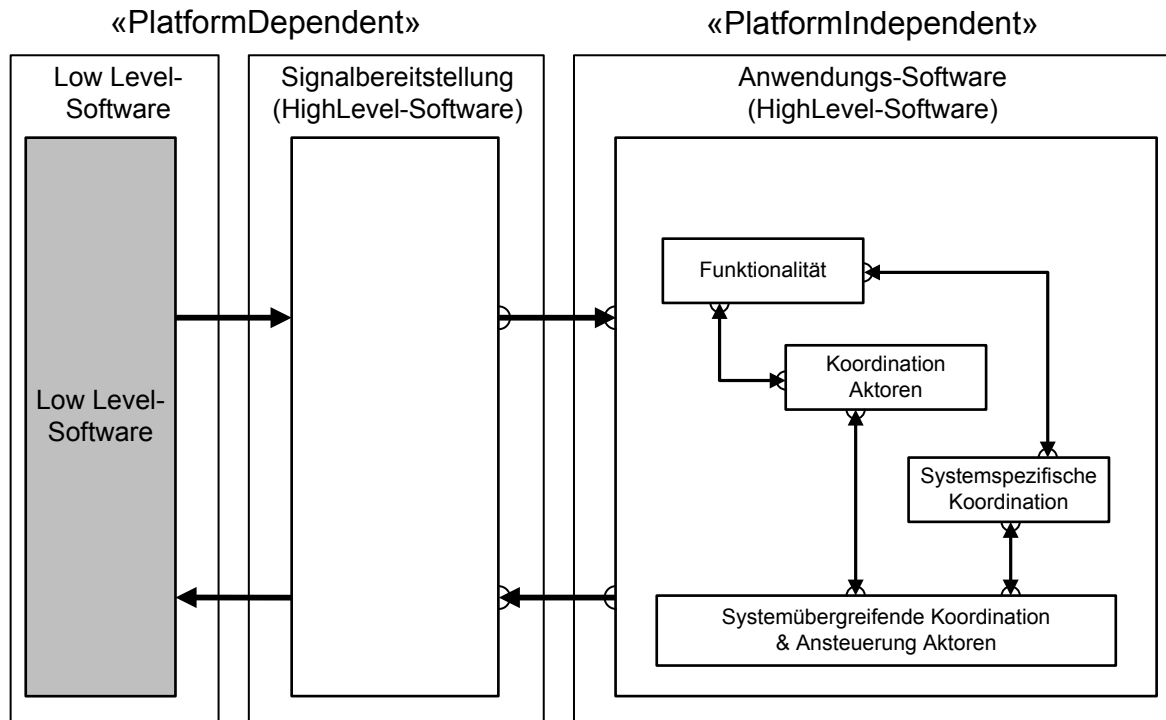 «PlatformDependent»
«PlatformIndependent»
Low Level-
Software
Signalbereitstellung
(HighLevel-Software)
Anwendungs-Software
(HighLevel-Software)
Low Level-
Software
Funktionalität
Koordination
Aktoren
Systemspezifische
Koordination
Systemübergreifende Koordination
& Ansteuerung Aktoren